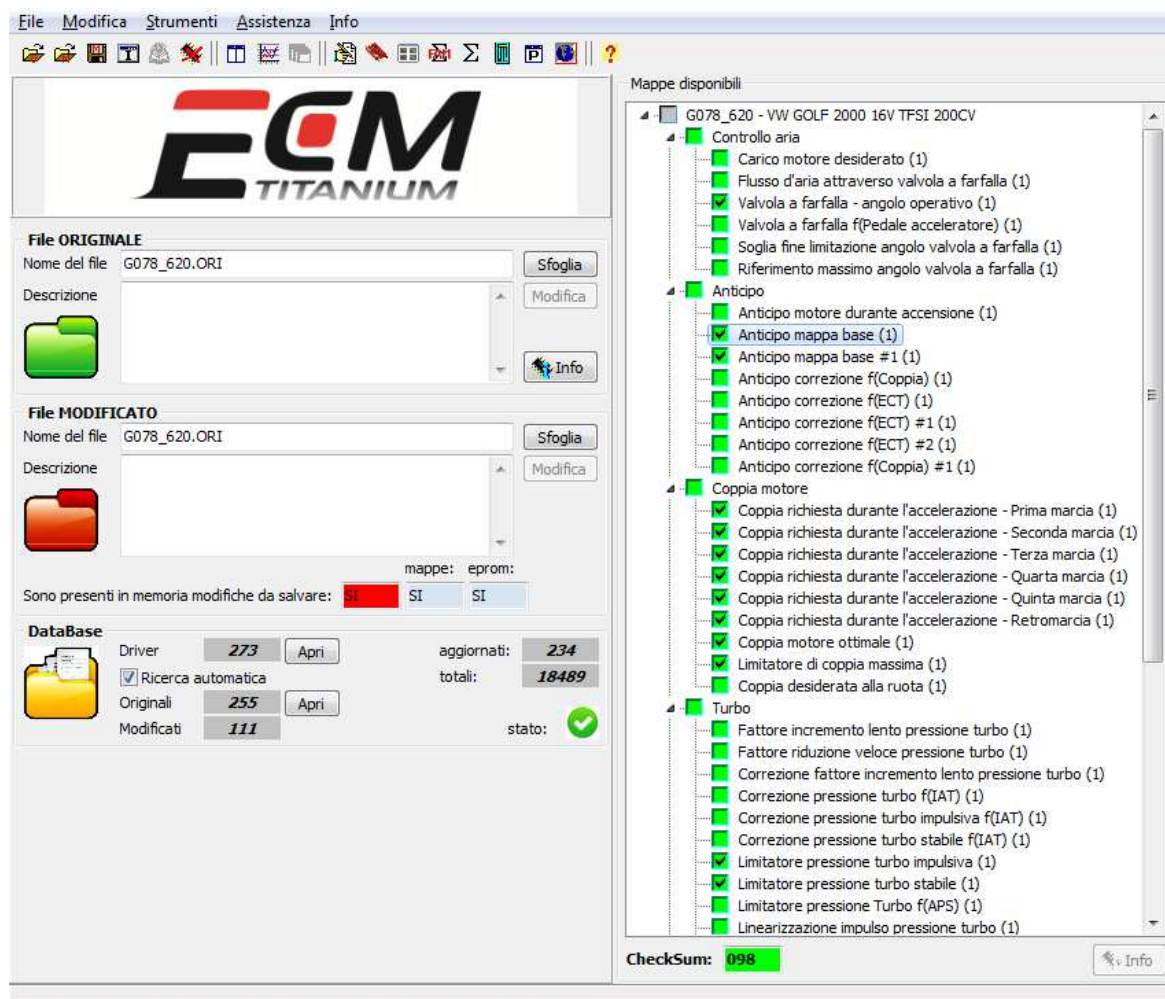 File Modifica Strumenti Assistenza Info
ECM
TITANIUM
File ORIGINALE
Nome del file G078_620.ORI Sfoglia
Descrizione Modifica
Info
File MODIFICATO
Nome del file G078_620.ORI Sfoglia
Descrizione Modifica
mappe: eprom:
Sono presenti in memoria modifiche da salvare: SI SI SI
DataBase
Driver 273 Apri aggiornati: 234
Ricerca automatica totali: 18489
Originali 255 Apri
Modificati 111 stato:
Mappe disponibili
G078_620 - VW GOLF 2000 16V TFSI 200CV
Controllo aria
Carico motore desiderato (1)
Flusso d'aria attraverso valvola a farfalla (1)
Valvola a farfalla - angolo operativo (1)
Valvola a farfalla f(Pedale acceleratore) (1)
Soglia fine limitazione angolo valvola a farfalla (1)
Riferimento massimo angolo valvola a farfalla (1)
Anticipo
Anticipo motore durante accensione (1)
Anticipo mappa base (1)
Anticipo mappa base #1 (1)
Anticipo correzione f(Coppia) (1)
Anticipo correzione f(ECT) (1)
Anticipo correzione f(ECT) #1 (1)
Anticipo correzione f(ECT) #2 (1)
Anticipo correzione f(Coppia) #1 (1)
Coppia motore
Coppia richiesta durante l'accelerazione - Prima marcia (1)
Coppia richiesta durante l'accelerazione - Seconda marcia (1)
Coppia richiesta durante l'accelerazione - Terza marcia (1)
Coppia richiesta durante l'accelerazione - Quarta marcia (1)
Coppia richiesta durante l'accelerazione - Quinta marcia (1)
Coppia richiesta durante l'accelerazione - Retromarcia (1)
Coppia motore ottimale (1)
Limitatore di coppia massima (1)
Coppia desiderata alla ruota (1)
Turbo
Fattore incremento lento pressione turbo (1)
Fattore riduzione veloce pressione turbo (1)
Correzione fattore incremento lento pressione turbo (1)
Correzione pressione turbo f(IAT) (1)
Correzione pressione turbo impulsiva f(IAT) (1)
Correzione pressione turbo stabile f(IAT) (1)
Limitatore pressione turbo impulsiva (1)
Limitatore pressione turbo stabile (1)
Limitatore pressione Turbo f(APS) (1)
Linearizzazione impulso pressione turbo (1)
CheckSum: 098 Info